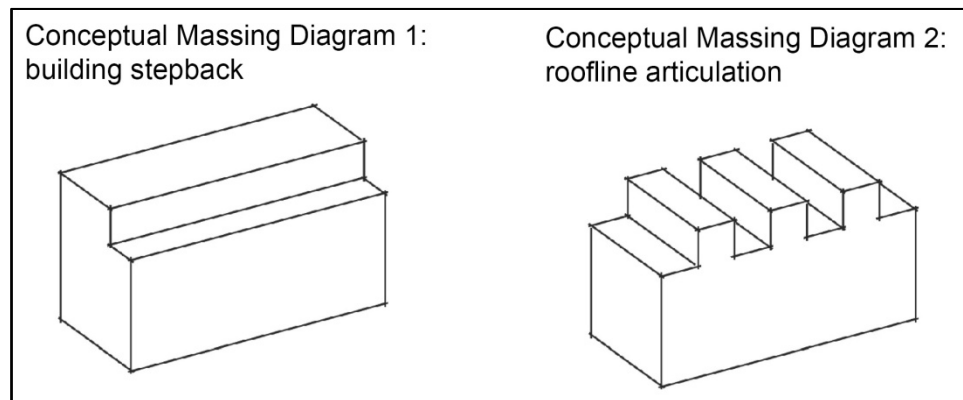 Conceptual Massing Diagram 1:
building stepback
Conceptual Massing Diagram 2:
roofline articulation